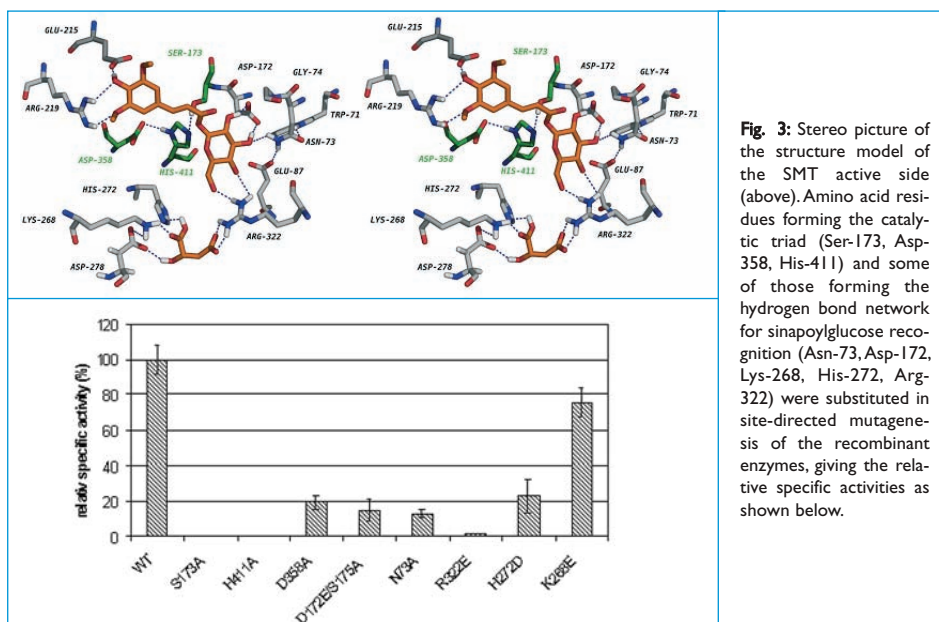 GLU-215
SER-173
ASP-172
GLY-74
ARG-219
TRP-71
ASP-358
HIS-411
ASN-73
GLU-87
HIS-272
LYS-268
ARG-322
ASP-278
GLU-215
SER-173
ASP-172
GLY-74
ARG-219
TRP-71
ASP-358
HIS-411
ASN-73
GLU-87
HIS-272
LYS-268
ARG-322
ASP-278
relativ specific activity (%)
120
100
80
60
40
20
0
WT
S173A
H411A
D358A
D172E/S175A
N73A
R322E
H272D
K268E
Fig. 3: Stereo picture of
the structure model of
the SMT active side
(above). Amino acid resi-
dues forming the cataly-
tic triad (Ser-173, Asp-
358, His-411) and some
of those forming the
hydrogen bond network
for sinapoylglucose reco-
gnition (Asn-73, Asp-172,
Lys-268, His-272, Arg-
322) were substituted in
site-directed mutagene-
sis of the recombinant
enzymes, giving the rela-
tive specific activities as
shown below.